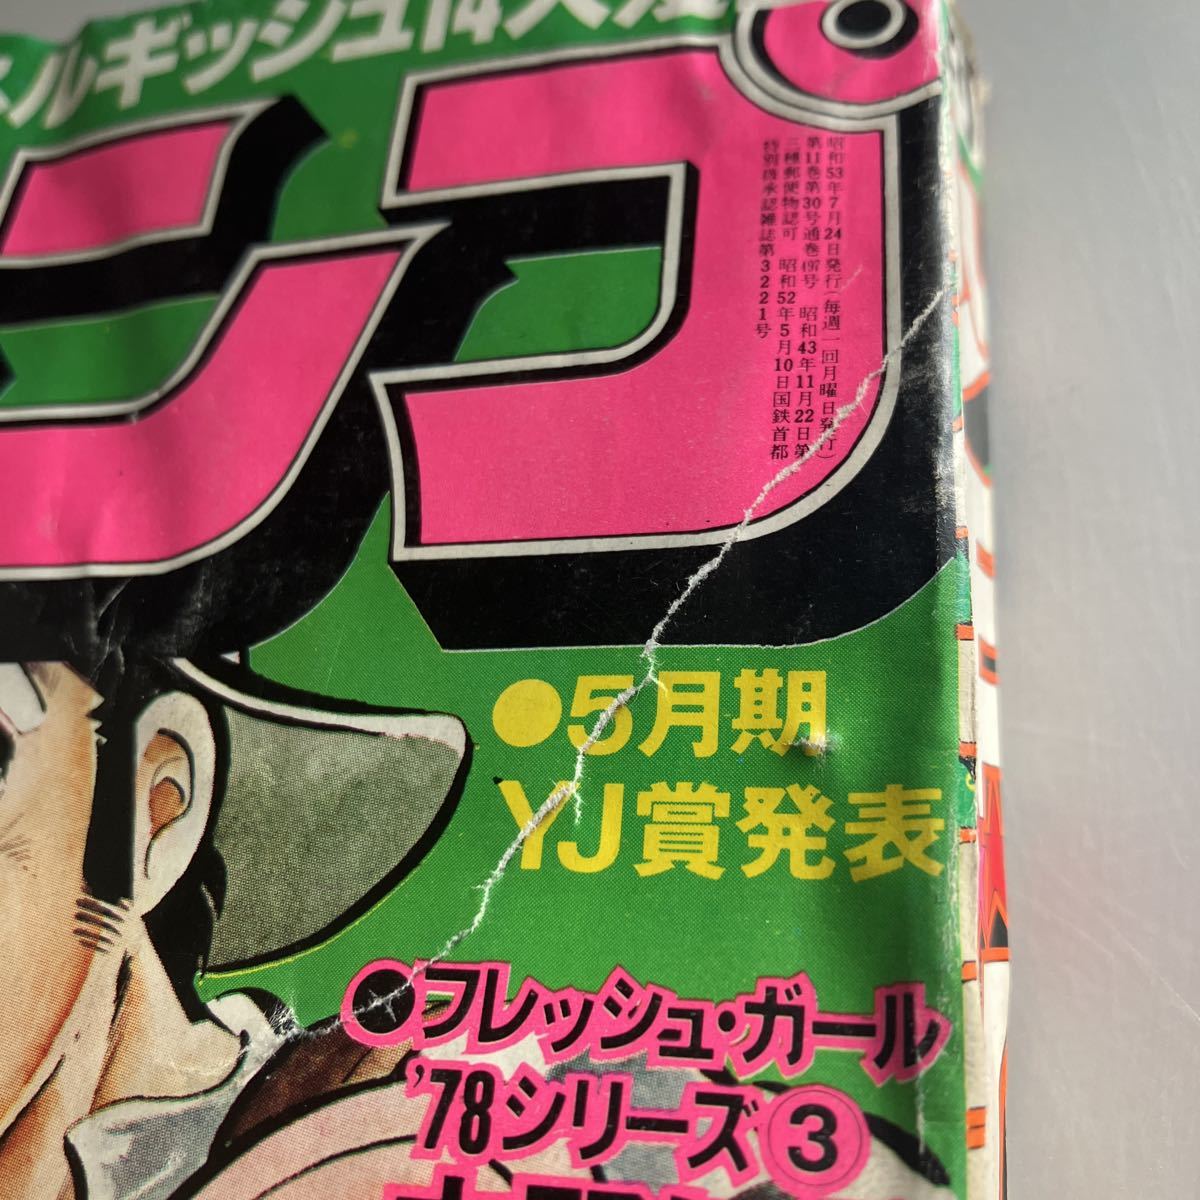 ルギッシュ14大
ンプ
昭和53年7月24日発行(毎週一回月曜日発行)
第11巻第30号通巻497号 昭和43年11月22日第
三種郵便物認可 昭和52年5月10日国鉄首都
特別扱承認雑誌第3221号
●5月期
YJ賞発表
●フレッシュ・ガール
'78シリーズ③